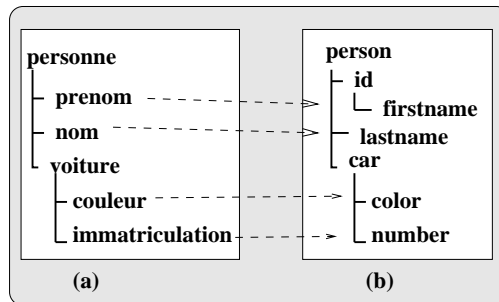 personne
prenom
nom
voiture
couleur
immatriculation
(a)
person
id
firstname
lastname
car
color
number
(b)